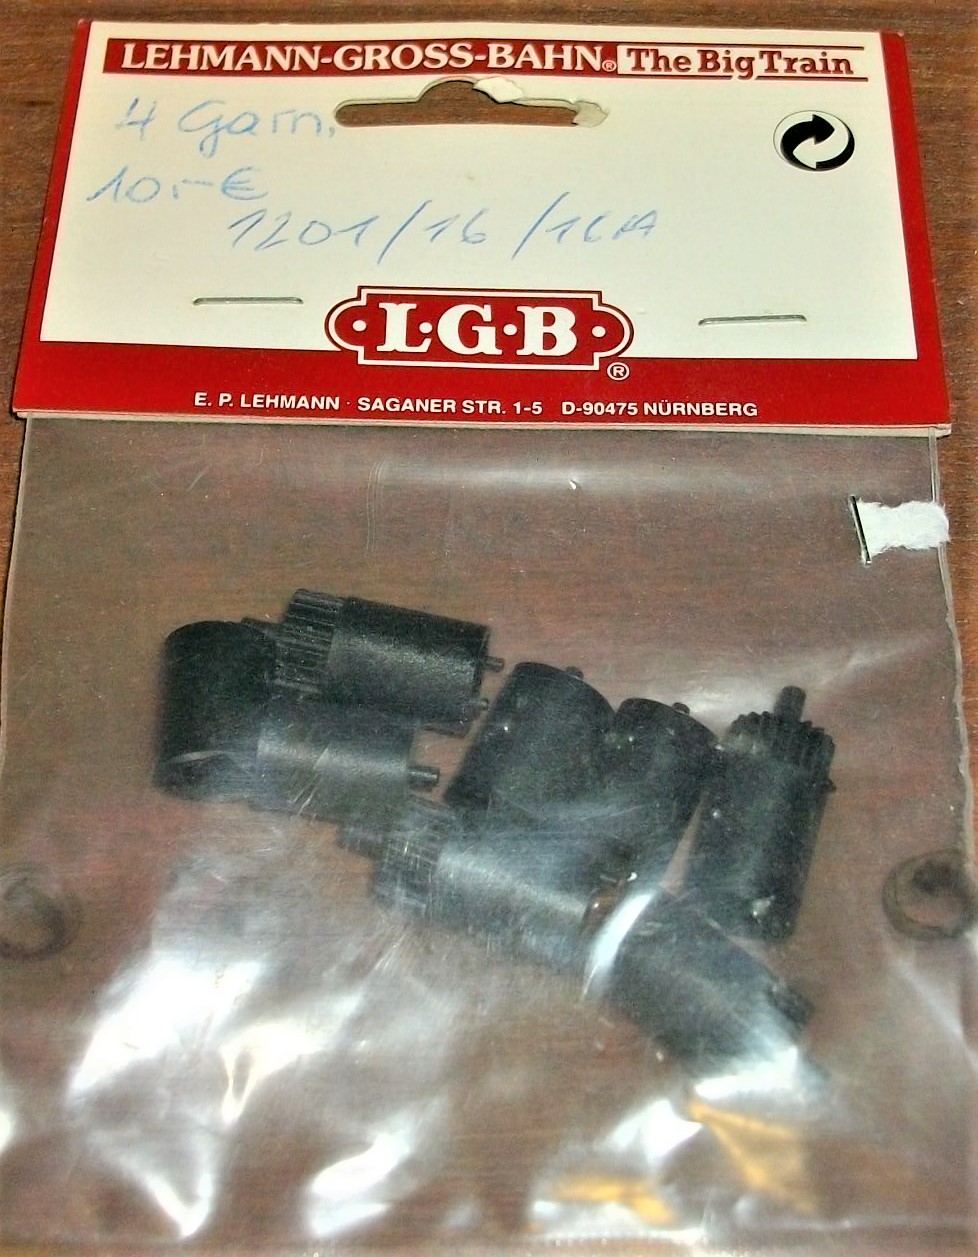 LEHMANN-GROSS-BAHN® The Big Train
4 Garn.
10,-€
1201/16/16A
L·G·B ®
E. P. LEHMANN · SAGANER STR. 1-5 D-90475 NÜRNBERG